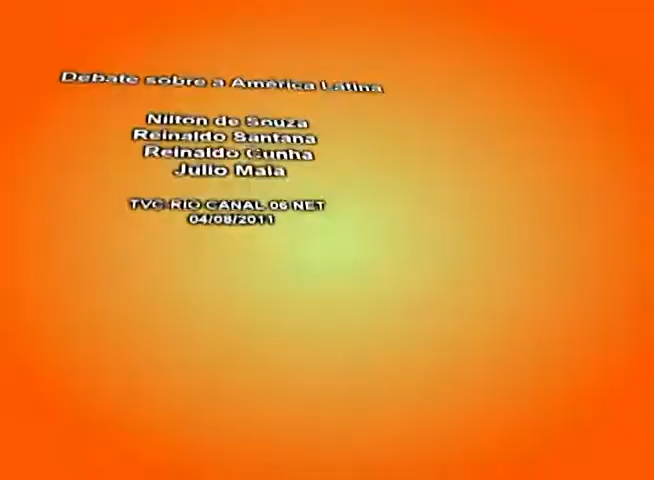 Debate sobre a América Latina
Nilton de Souza
Reinaldo Santana
Reinaldo Cunha
Julio Maia
TVC RIO CANAL 06 NET
04/08/2011